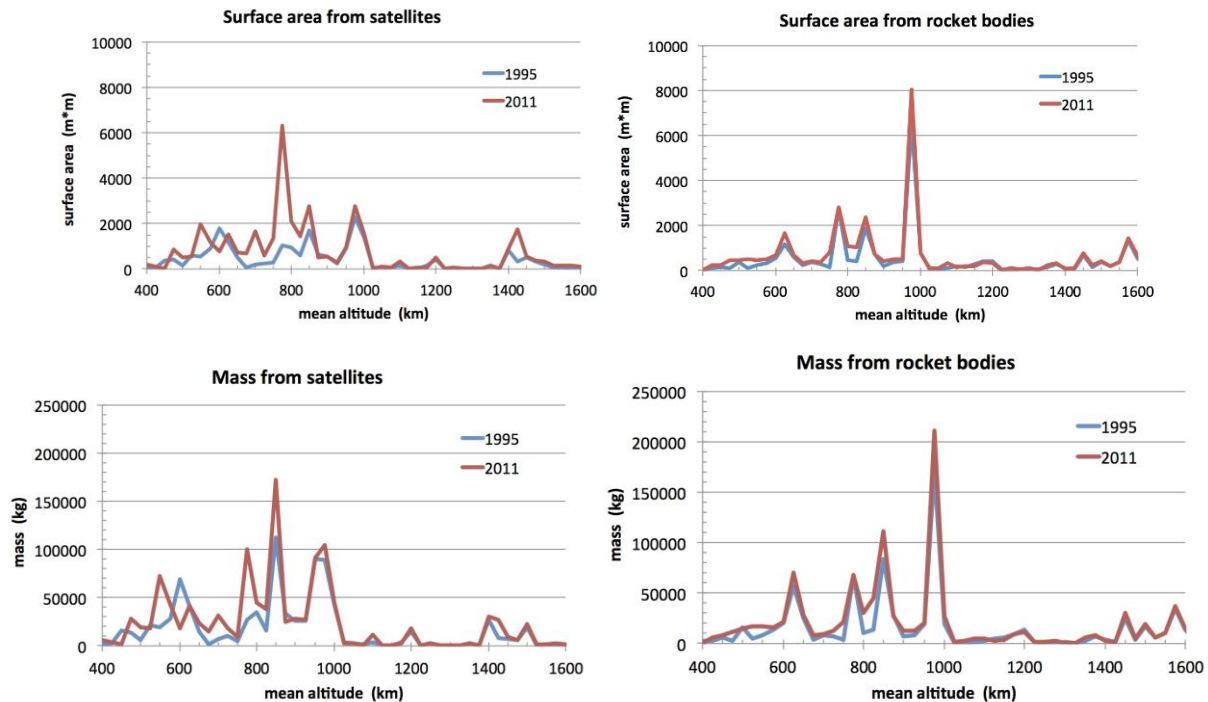 Surface area from satellites
10000
8000
6000
4000
2000
0
surface area (m*m)
1995
2011
400 600 800 1000 1200 1400 1600
mean altitude (km)
Surface area from rocket bodies
10000
8000
6000
4000
2000
0
surface area (m*m)
1995
2011
400 600 800 1000 1200 1400 1600
mean altitude (km)
Mass from satellites
250000
200000
150000
100000
50000
0
mass (kg)
1995
2011
400 600 800 1000 1200 1400 1600
mean altitude (km)
Mass from rocket bodies
250000
200000
150000
100000
50000
0
mass (kg)
1995
2011
400 600 800 1000 1200 1400 1600
mean altitude (km)